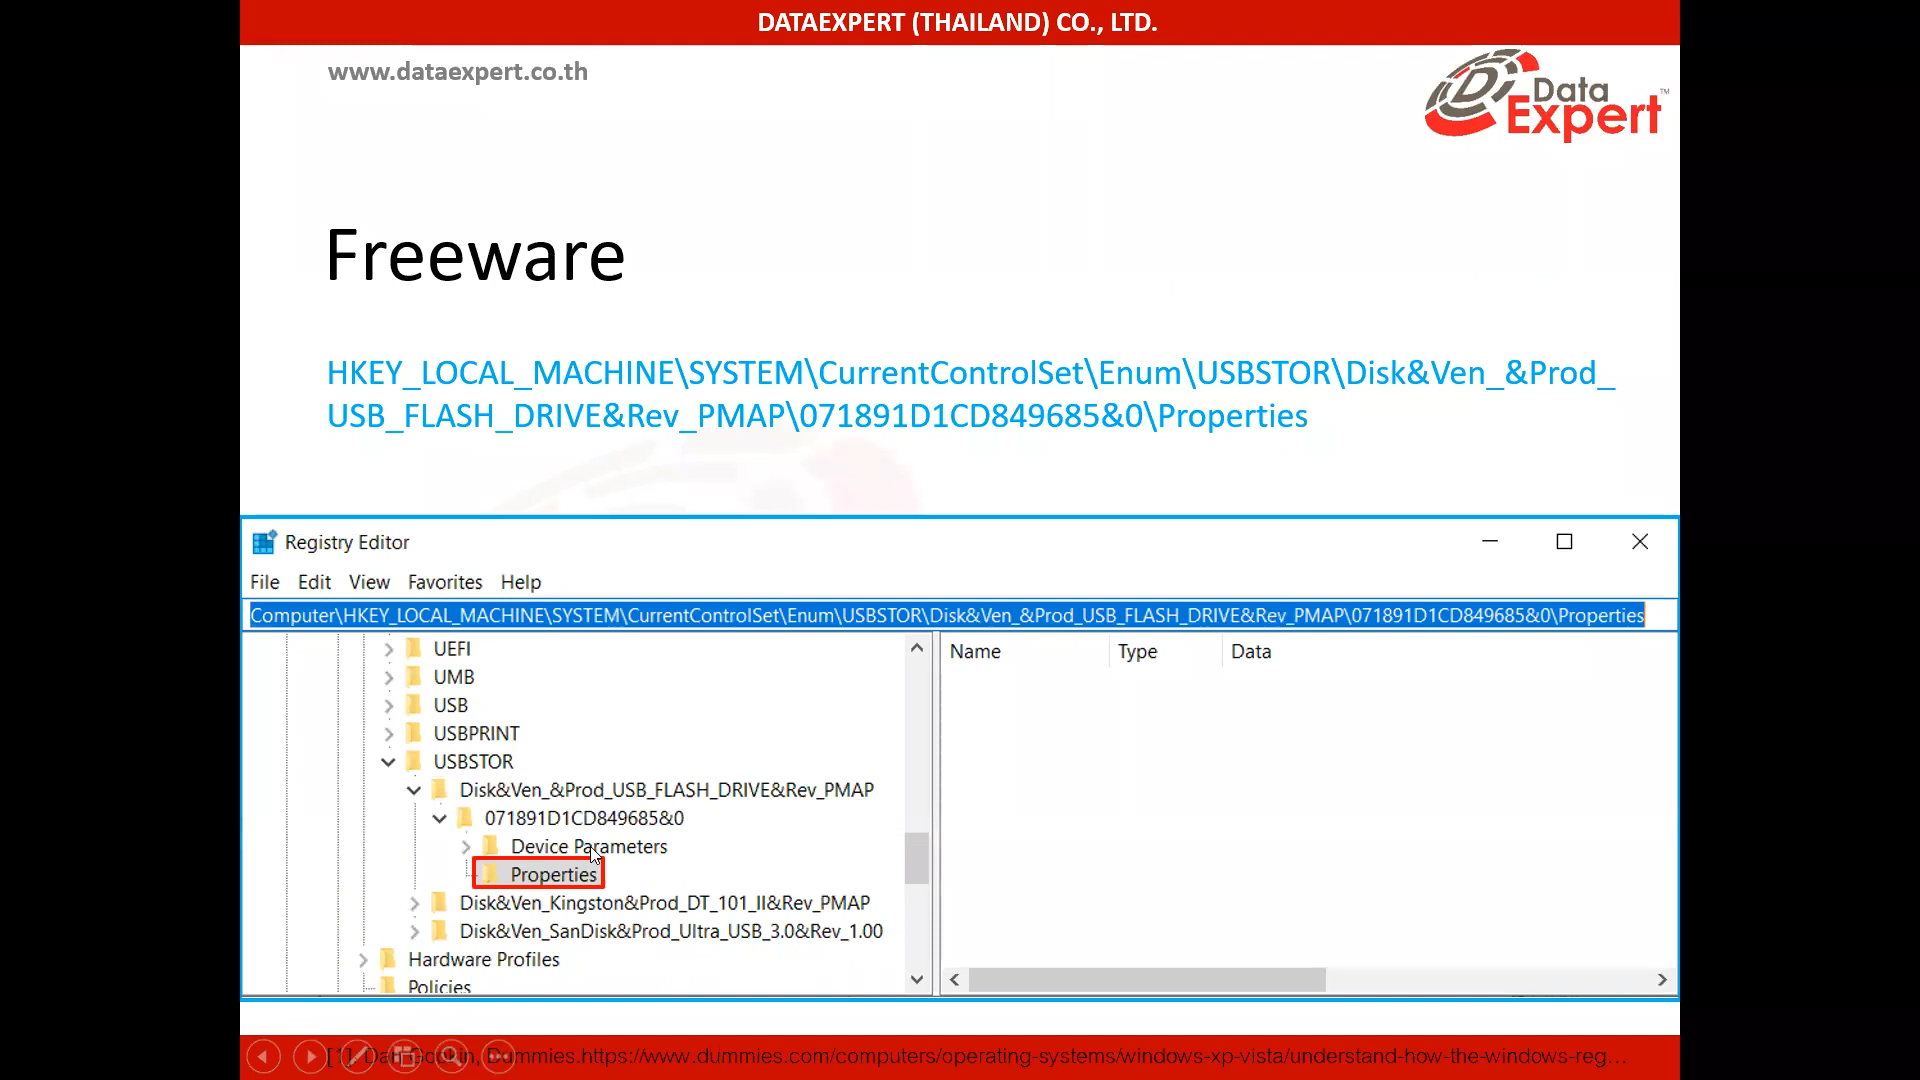 DATAEXPERT (THAILAND) CO., LTD.
www.dataexpert.co.th
Data
Expert™
Freeware
HKEY_LOCAL_MACHINE\SYSTEM\CurrentControlSet\Enum\USBSTOR\Disk&Ven_&Prod_
USB_FLASH_DRIVE&Rev_PMAP\071891D1CD849685&0\Properties
Registry Editor
File Edit View Favorites Help
Computer\HKEY_LOCAL_MACHINE\SYSTEM\CurrentControlSet\Enum\USBSTOR\Disk&Ven_&Prod_USB_FLASH_DRIVE&Rev_PMAP\071891D1CD849685&0\Properties
Name Type Data
UEFI
UMB
USB
USBPRINT
USBSTOR
Disk&Ven_&Prod_USB_FLASH_DRIVE&Rev_PMAP
071891D1CD849685&0
Device Parameters
Properties
Disk&Ven_Kingston&Prod_DT_101_II&Rev_PMAP
Disk&Ven_SanDisk&Prod_Ultra_USB_3.0&Rev_1.00
Hardware Profiles
Policies
[1] Dan Gookin, Dummies.https://www.dummies.com/computers/operating-systems/windows-xp-vista/understand-how-the-windows-reg…